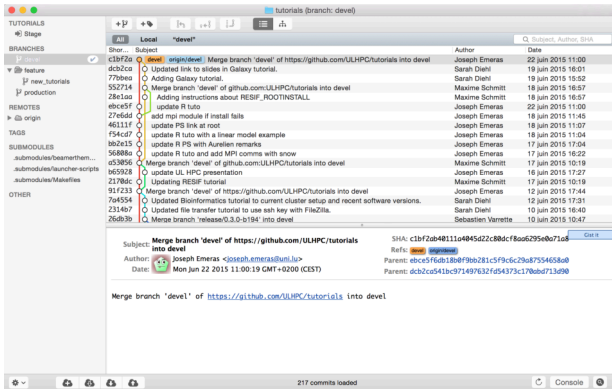 tutorials (branch: devel)
TUTORIALS
Stage
BRANCHES
devel
feature
new_tutorials
production
REMOTES
origin
TAGS
SUBMODULES
.submodules/beamerthem...
.submodules/launcher-scripts
.submodules/Makefiles
OTHER
All Local "devel"
Subject, Author, SHA
Shor... Subject Author Date
c1bf2a devel origin/devel Merge branch 'devel' of https://github.com/ULHPC/tutorials into devel Joseph Emeras 22 juin 2015 11:00
dcb2ca Updated link to slides in Galaxy tutorial. Sarah Diehl 19 juin 2015 16:01
77bbea Adding Galaxy tutorial. Sarah Diehl 19 juin 2015 15:52
552714 Merge branch 'devel' of github.com:ULHPC/tutorials into devel Maxime Schmitt 18 juin 2015 16:57
28e1aa Adding instructions about RESIF_ROOTINSTALL Maxime Schmitt 18 juin 2015 16:57
ebce5f update R tuto Joseph Emeras 22 juin 2015 11:00
27e6dd add mpi module if install fails Joseph Emeras 18 juin 2015 11:45
46111f update PS link at root Joseph Emeras 18 juin 2015 11:07
f54cd7 update R tuto with a linear model example Joseph Emeras 18 juin 2015 11:04
bb2e15 update R PS with Aurelien remarks Joseph Emeras 17 juin 2015 17:04
56808a update R tuto and add MPI comms with snow Joseph Emeras 17 juin 2015 16:22
a53056 Merge branch 'devel' of github.com:ULHPC/tutorials into devel Maxime Schmitt 17 juin 2015 10:19
b65928 update UL HPC presentation Joseph Emeras 16 juin 2015 17:27
2170dc Updating RESIF tutorial Maxime Schmitt 17 juin 2015 10:19
91f233 Merge branch 'devel' of https://github.com/ULHPC/tutorials into devel Joseph Emeras 12 juin 2015 17:44
7a4554 Updated Bioinformatics tutorial to current cluster setup and recent software versions. Sarah Diehl 12 juin 2015 17:31
2314b7 Updated file transfer tutorial to use ssh key with FileZilla. Sarah Diehl 10 juin 2015 16:40
26db3b Merge branch 'release/0.3.0-b194' into devel Sebastien Varrette 10 juin 2015 10:47
Subject: Merge branch 'devel' of https://github.com/ULHPC/tutorials into devel
Author: Joseph Emeras <joseph.emeras@uni.lu>
Date: Mon Jun 22 2015 11:00:19 GMT+0200 (CEST)
SHA: c1bf2ab40111a4045d22c80dcf8aa6295e0a71a8
Gist it
Refs: devel origin/devel
Parent: ebce5f6db18b0f9bb281c5f9c6c29a87554658a0
Parent: dcb2ca541bc971497632fd54373c170abd713d90
Merge branch 'devel' of https://github.com/ULHPC/tutorials into devel
217 commits loaded
Console